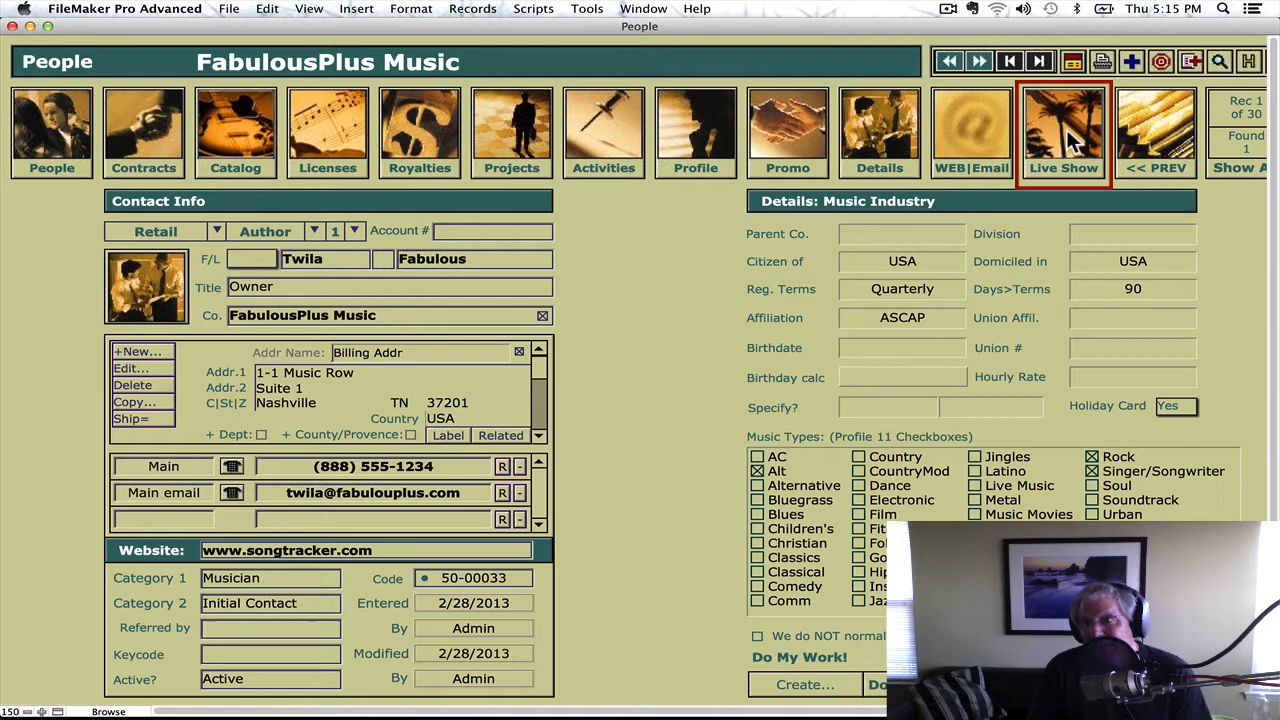 FileMaker Pro Advanced File Edit View Insert Format Records Scripts Tools Window Help Thu 5:15 PM
People
People FabulousPlus Music
People Contracts Catalog Licenses Royalties Projects Activities Profile Promo Details WEB|Email Live Show << PREV
Rec 1
of 30
Found
1
Show A
Contact Info
Retail Author 1 Account #
F/L Twila Fabulous
Title Owner
Co. FabulousPlus Music
+New...
Edit...
Delete
Copy...
Ship=
Addr Name: Billing Addr
Addr.1 1-1 Music Row
Addr.2 Suite 1
C|St|Z Nashville TN 37201
Country USA
+ Dept: + County/Provence: Label Related
Main (888) 555-1234 R -
Main email twila@fabulouplus.com R -
R -
Website: www.songtracker.com
Category 1 Musician Code 50-00033
Category 2 Initial Contact Entered 2/28/2013
Referred by By Admin
Keycode Modified 2/28/2013
Active? Active By Admin
Details: Music Industry
Parent Co. Division
Citizen of USA Domiciled in USA
Reg. Terms Quarterly Days>Terms 90
Affiliation ASCAP Union Affil.
Birthdate Union #
Birthday calc Hourly Rate
Specify? Holiday Card Yes
Music Types: (Profile 11 Checkboxes)
AC Country Jingles Rock
Alt CountryMod Latino Singer/Songwriter
Alternative Dance Live Music Soul
Bluegrass Electronic Metal Soundtrack
Blues Film Music Movies Urban
Children's Fit
Christian Fol
Classics Go
Classical Hip
Comedy Ins
Comm Jaz
We do NOT normal
Do My Work!
Create... Do
150 Browse